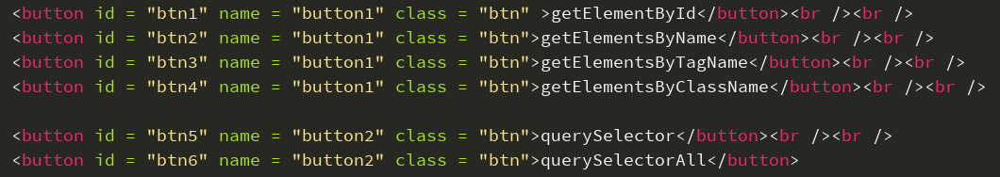 <button id = "btn1" name = "button1" class = "btn" >getElementById</button><br /><br />
<button id = "btn2" name = "button1" class = "btn">getElementsByName</button><br /><br />
<button id = "btn3" name = "button1" class = "btn">getElementsByTagName</button><br /><br />
<button id = "btn4" name = "button1" class = "btn">getElementsByClassName</button><br /><br />
<button id = "btn5" name = "button2" class = "btn">querySelector</button><br /><br />
<button id = "btn6" name = "button2" class = "btn">querySelectorAll</button>